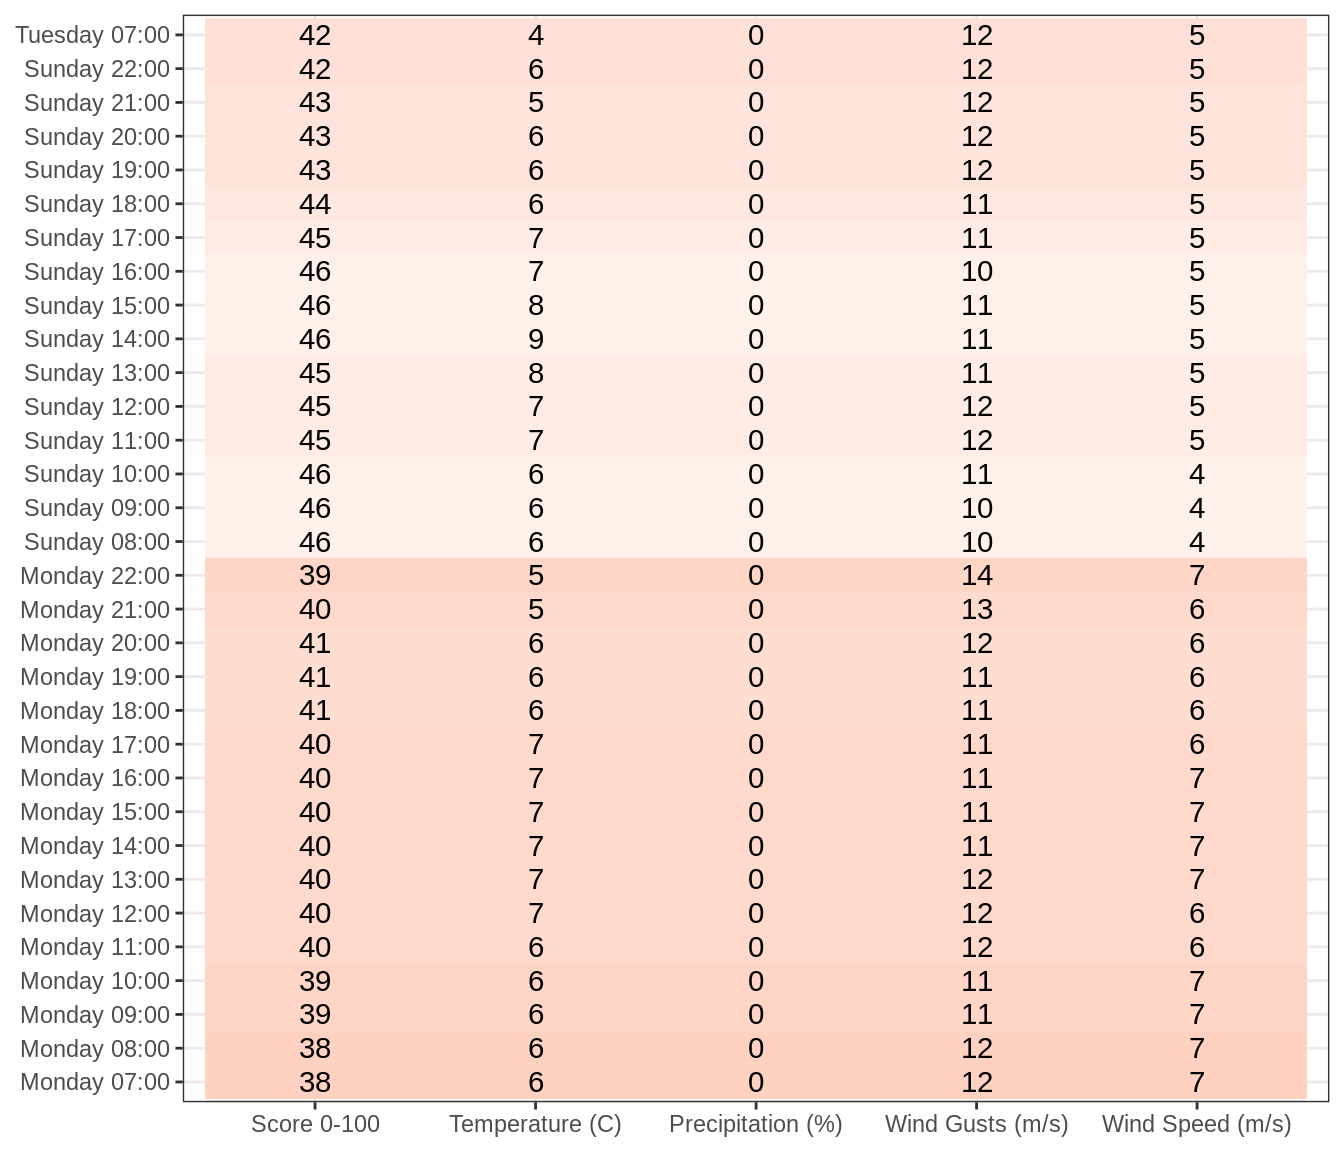 Tuesday 07:00 42 4 0 12 5
Sunday 22:00 42 6 0 12 5
Sunday 21:00 43 5 0 12 5
Sunday 20:00 43 6 0 12 5
Sunday 19:00 43 6 0 12 5
Sunday 18:00 44 6 0 11 5
Sunday 17:00 45 7 0 11 5
Sunday 16:00 46 7 0 10 5
Sunday 15:00 46 8 0 11 5
Sunday 14:00 46 9 0 11 5
Sunday 13:00 45 8 0 11 5
Sunday 12:00 45 7 0 12 5
Sunday 11:00 45 7 0 12 5
Sunday 10:00 46 6 0 11 4
Sunday 09:00 46 6 0 10 4
Sunday 08:00 46 6 0 10 4
Monday 22:00 39 5 0 14 7
Monday 21:00 40 5 0 13 6
Monday 20:00 41 6 0 12 6
Monday 19:00 41 6 0 11 6
Monday 18:00 41 6 0 11 6
Monday 17:00 40 7 0 11 6
Monday 16:00 40 7 0 11 7
Monday 15:00 40 7 0 11 7
Monday 14:00 40 7 0 11 7
Monday 13:00 40 7 0 12 7
Monday 12:00 40 7 0 12 6
Monday 11:00 40 6 0 12 6
Monday 10:00 39 6 0 11 7
Monday 09:00 39 6 0 11 7
Monday 08:00 38 6 0 12 7
Monday 07:00 38 6 0 12 7
Score 0-100 Temperature (C) Precipitation (%) Wind Gusts (m/s) Wind Speed (m/s)